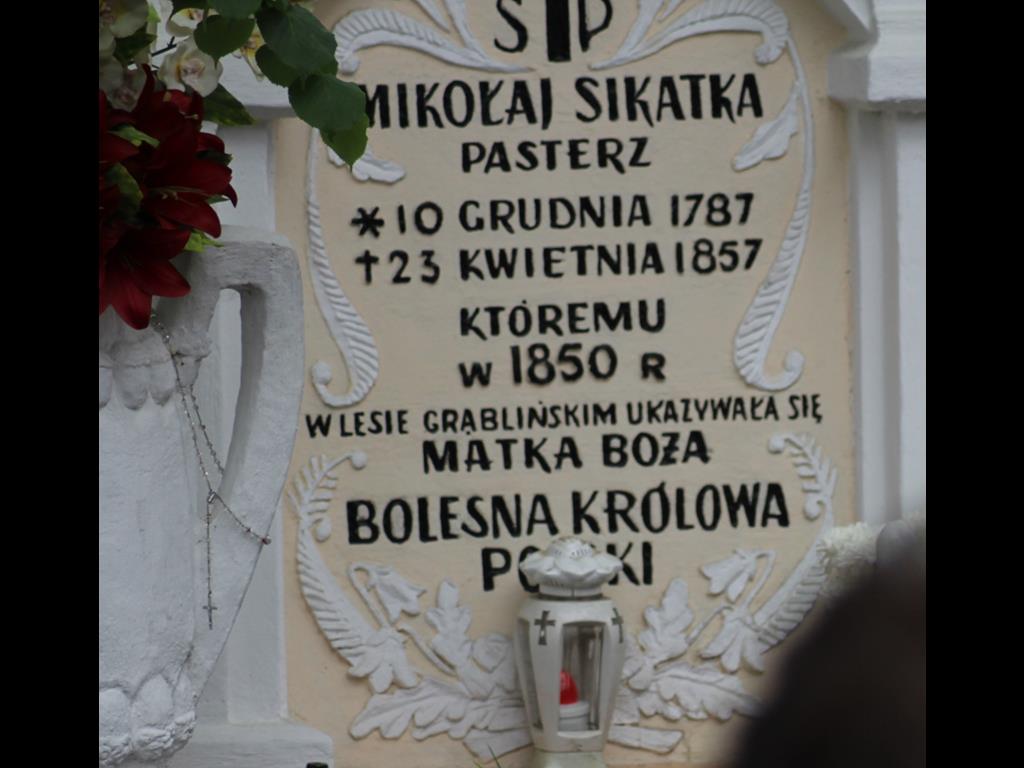 Ś P
MIKOŁAJ SIKATKA
PASTERZ
* 10 GRUDNIA 1787
† 23 KWIETNIA 1857
KTÓREMU
W 1850 R
W LESIE GRĄBLIŃSKIM UKAZYWAŁA SIĘ
MATKA BOŻA
BOLESNA KRÓLOWA